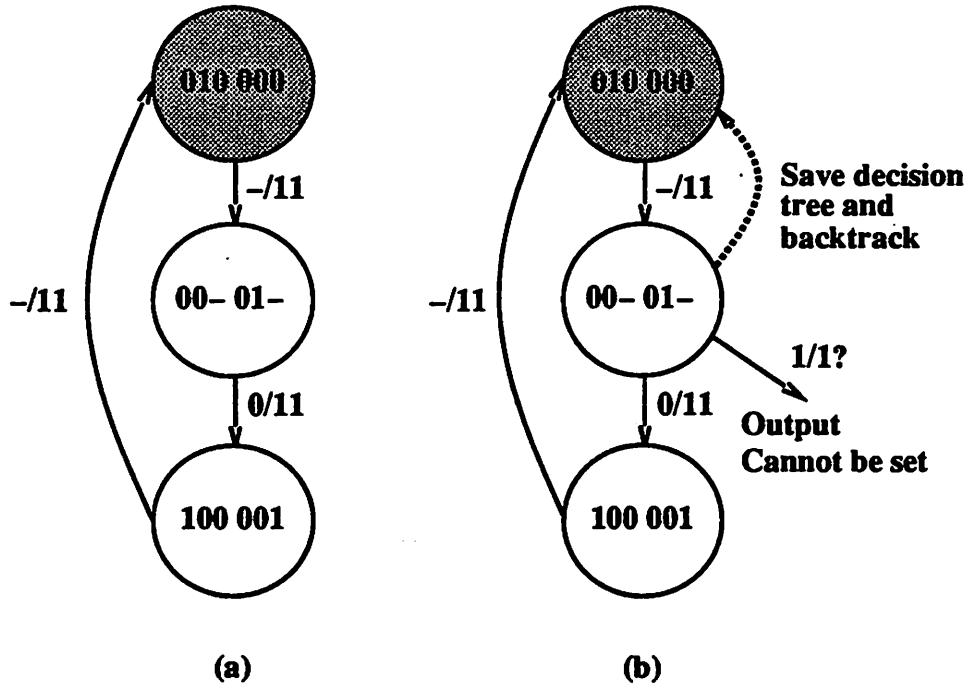 010 000
–/11
00– 01–
–/11
0/11
100 001
(a)
010 000
–/11
Save decision
tree and
backtrack
00– 01–
–/11
1/1?
0/11
Output
Cannot be set
100 001
(b)